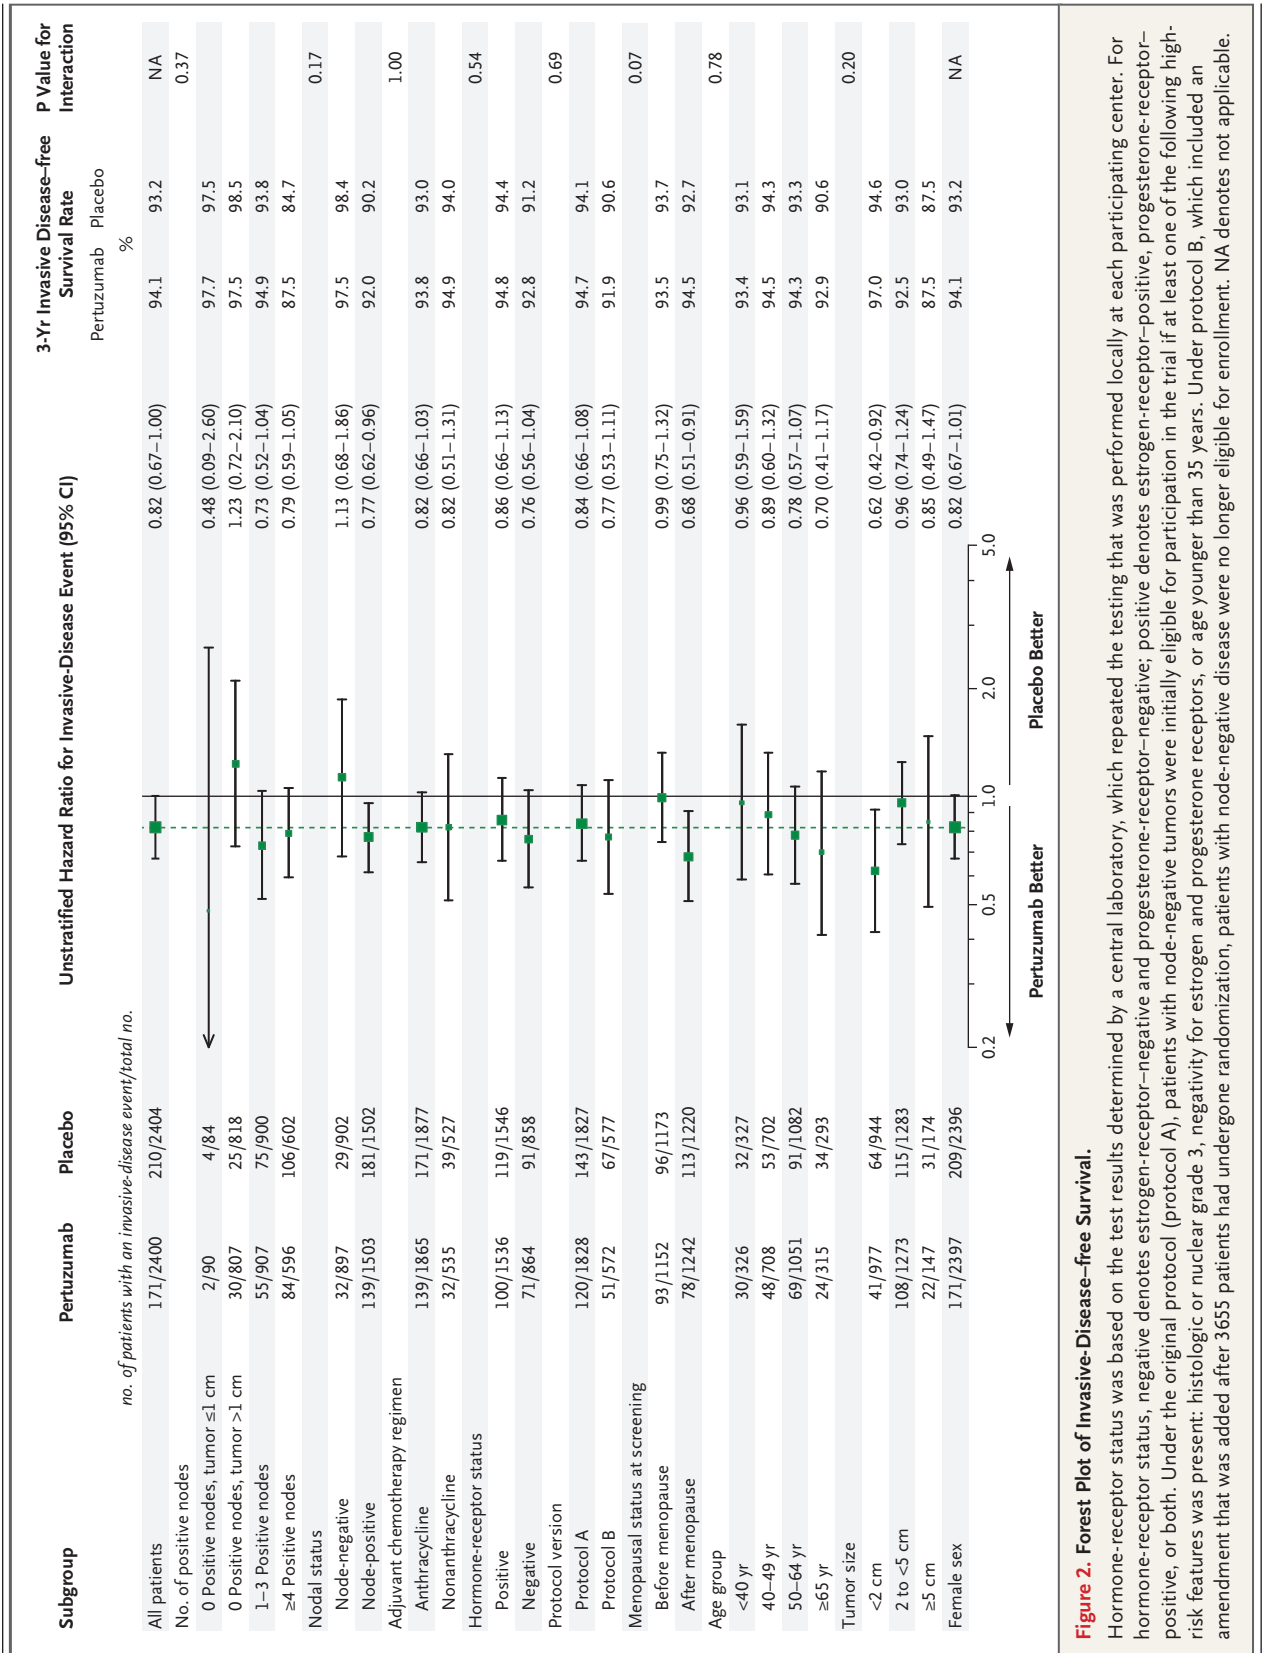 Subgroup Pertuzumab Placebo Unstratified Hazard Ratio for Invasive-Disease Event (95% CI) 3-Yr Invasive Disease–free Survival Rate P Value for Interaction
Pertuzumab Placebo
no. of patients with an invasive-disease event/total no. %
All patients 171/2400 210/2404 0.82 (0.67–1.00) 94.1 93.2 NA
No. of positive nodes 0.37
0 Positive nodes, tumor ≤1 cm 2/90 4/84 0.48 (0.09–2.60) 97.7 97.5
0 Positive nodes, tumor >1 cm 30/807 25/818 1.23 (0.72–2.10) 97.5 98.5
1–3 Positive nodes 55/907 75/900 0.73 (0.52–1.04) 94.9 93.8
≥4 Positive nodes 84/596 106/602 0.79 (0.59–1.05) 87.5 84.7
Nodal status 0.17
Node-negative 32/897 29/902 1.13 (0.68–1.86) 97.5 98.4
Node-positive 139/1503 181/1502 0.77 (0.62–0.96) 92.0 90.2
Adjuvant chemotherapy regimen 1.00
Anthracycline 139/1865 171/1877 0.82 (0.66–1.03) 93.8 93.0
Nonanthracycline 32/535 39/527 0.82 (0.51–1.31) 94.9 94.0
Hormone-receptor status 0.54
Positive 100/1536 119/1546 0.86 (0.66–1.13) 94.8 94.4
Negative 71/864 91/858 0.76 (0.56–1.04) 92.8 91.2
Protocol version 0.69
Protocol A 120/1828 143/1827 0.84 (0.66–1.08) 94.7 94.1
Protocol B 51/572 67/577 0.77 (0.53–1.11) 91.9 90.6
Menopausal status at screening 0.07
Before menopause 93/1152 96/1173 0.99 (0.75–1.32) 93.5 93.7
After menopause 78/1242 113/1220 0.68 (0.51–0.91) 94.5 92.7
Age group 0.78
<40 yr 30/326 32/327 0.96 (0.59–1.59) 93.4 93.1
40–49 yr 48/708 53/702 0.89 (0.60–1.32) 94.5 94.3
50–64 yr 69/1051 91/1082 0.78 (0.57–1.07) 94.3 93.3
≥65 yr 24/315 34/293 0.70 (0.41–1.17) 92.9 90.6
Tumor size 0.20
<2 cm 41/977 64/944 0.62 (0.42–0.92) 97.0 94.6
2 to <5 cm 108/1273 115/1283 0.96 (0.74–1.24) 92.5 93.0
≥5 cm 22/147 31/174 0.85 (0.49–1.47) 87.5 87.5
Female sex 171/2397 209/2396 0.82 (0.67–1.01) 94.1 93.2 NA
0.2 0.5 1.0 2.0 5.0
Pertuzumab Better Placebo Better
Figure 2. Forest Plot of Invasive-Disease–free Survival.
Hormone-receptor status was based on the test results determined by a central laboratory, which repeated the testing that was performed locally at each participating center. For
hormone-receptor status, negative denotes estrogen-receptor–negative and progesterone-receptor–negative; positive denotes estrogen-receptor–positive, progesterone-receptor–
positive, or both. Under the original protocol (protocol A), patients with node-negative tumors were initially eligible for participation in the trial if at least one of the following high-
risk features was present: histologic or nuclear grade 3, negativity for estrogen and progesterone receptors, or age younger than 35 years. Under protocol B, which included an
amendment that was added after 3655 patients had undergone randomization, patients with node-negative disease were no longer eligible for enrollment. NA denotes not applicable.